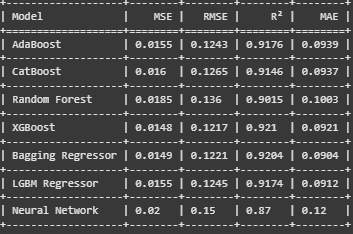 | Model | MSE | RMSE | R² | MAE |
| AdaBoost | 0.0155 | 0.1243 | 0.9176 | 0.0939 |
| CatBoost | 0.016 | 0.1265 | 0.9146 | 0.0937 |
| Random Forest | 0.0185 | 0.136 | 0.9015 | 0.1003 |
| XGBoost | 0.0148 | 0.1217 | 0.921 | 0.0921 |
| Bagging Regressor | 0.0149 | 0.1221 | 0.9204 | 0.0904 |
| LGBM Regressor | 0.0155 | 0.1245 | 0.9174 | 0.0912 |
| Neural Network | 0.02 | 0.15 | 0.87 | 0.12 |